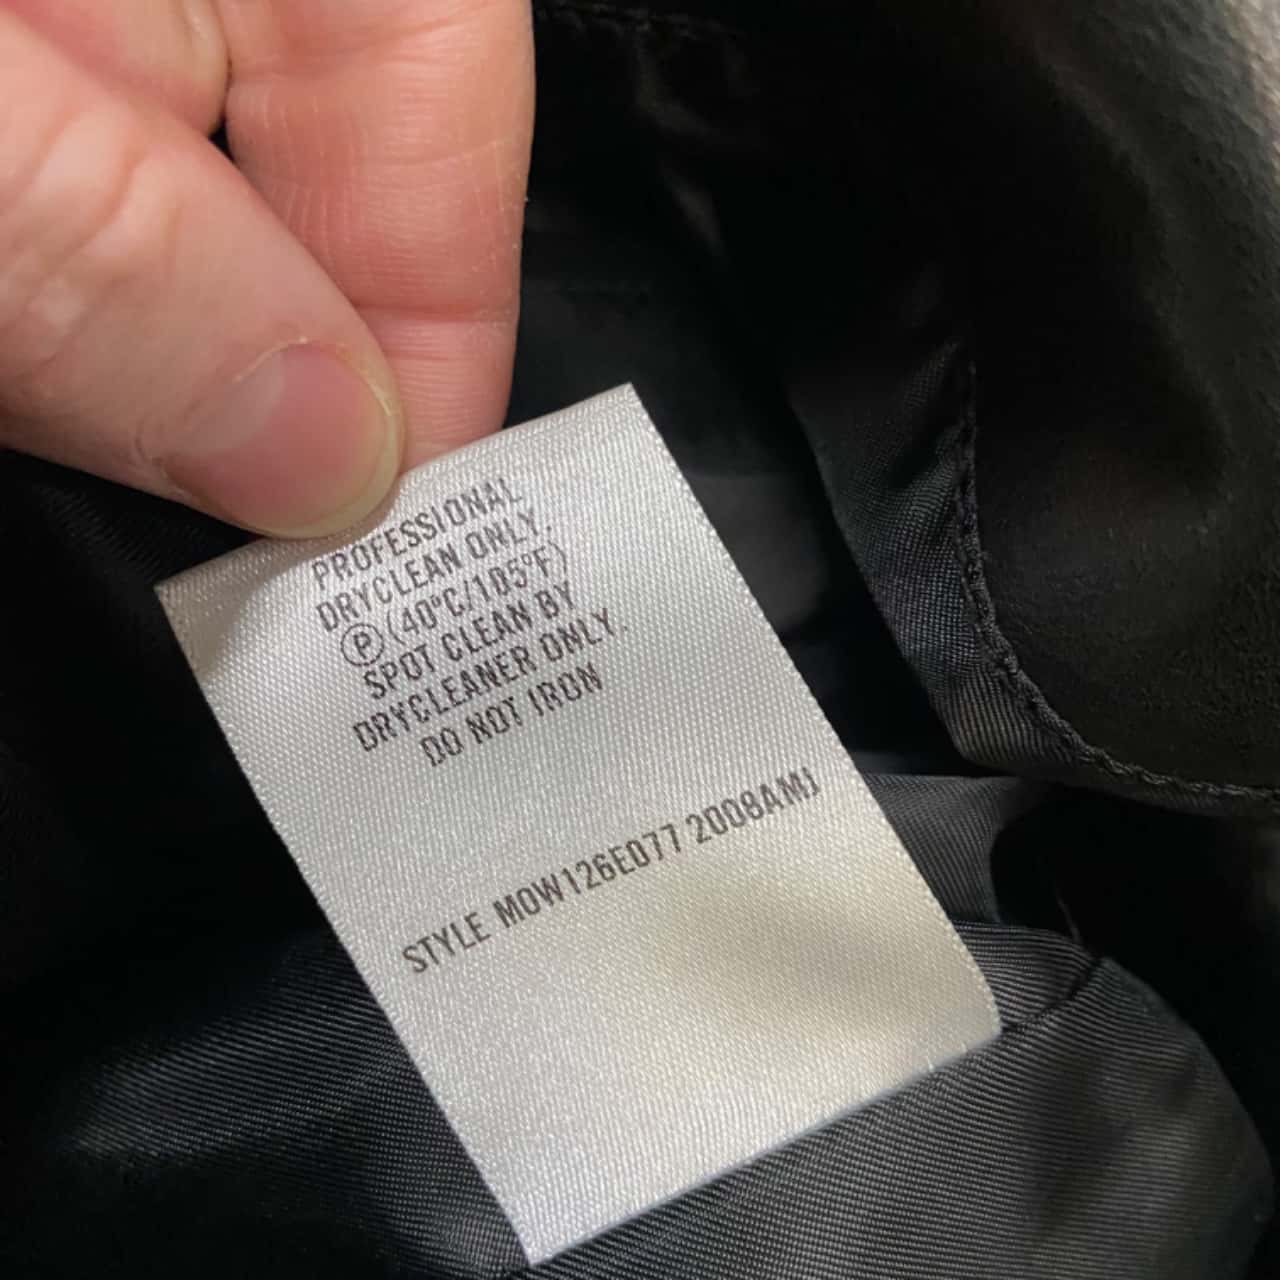 PROFESSIONAL
DRYCLEAN ONLY.
Ⓟ(40°C/105°F)
SPOT CLEAN BY
DRYCLEANER ONLY.
DO NOT IRON
STYLE MOW126E077 2008AMJ